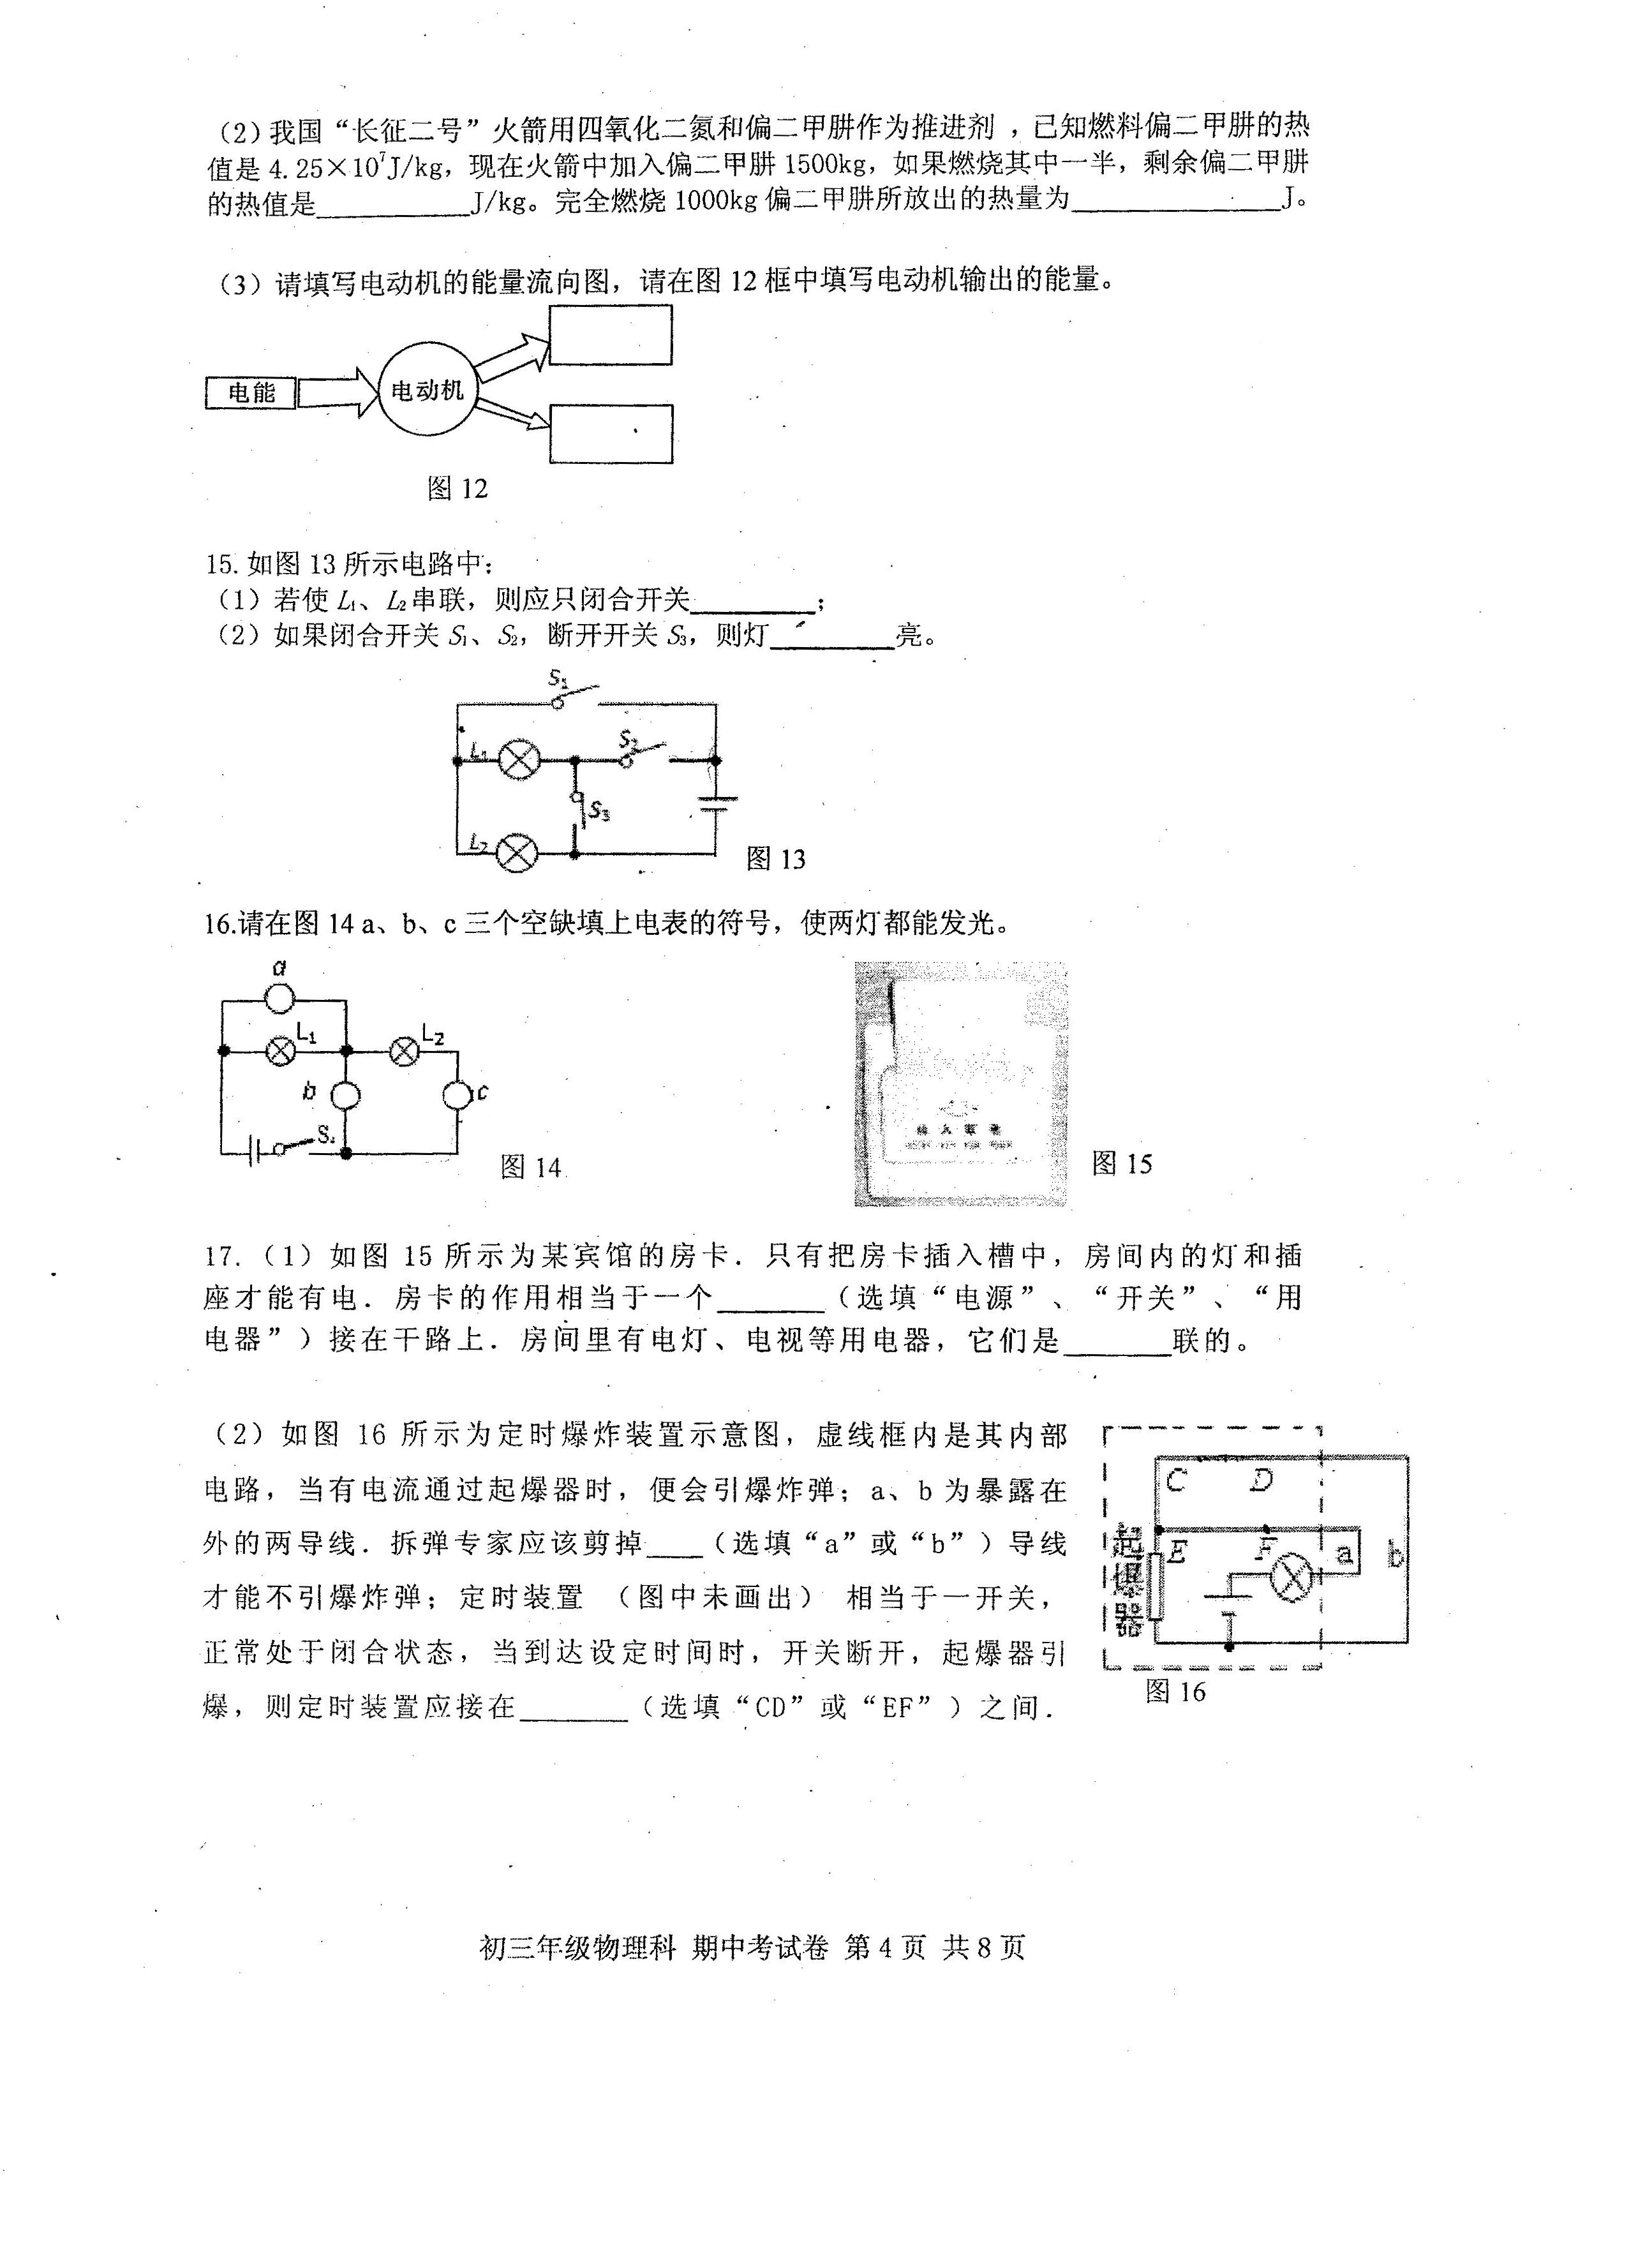 （2）我国“长征二号”火箭用四氧化二氮和偏二甲肼作为推进剂 ，已知燃料偏二甲肼的热
值是 4.25×10⁷J/kg，现在火箭中加入偏二甲肼 1500kg，如果燃烧其中一半，剩余偏二甲肼
的热值是__________J/kg。完全燃烧 1000kg 偏二甲肼所放出的热量为______________J。
（3）请填写电动机的能量流向图，请在图 12 框中填写电动机输出的能量。
电能
电动机
图 12
15. 如图 13 所示电路中：
（1）若使 L₁、L₂ 串联，则应只闭合开关________；
（2）如果闭合开关 S₁、S₂，断开开关 S₃，则灯________亮。
S₁
L₁
S₂
S₃
L₂
图 13
16.请在图 14 a、b、c 三个空缺填上电表的符号，使两灯都能发光。
a
L₁
L₂
b
c
S
图 14
插入取电
图 15
17.（1）如图 15 所示为某宾馆的房卡．只有把房卡插入槽中，房间内的灯和插
座才能有电．房卡的作用相当于一个_______（选填“电源”、“开关”、“用
电器”）接在干路上．房间里有电灯、电视等用电器，它们是_______联的。
（2）如图 16 所示为定时爆炸装置示意图，虚线框内是其内部
电路，当有电流通过起爆器时，便会引爆炸弹；a、b 为暴露在
外的两导线．拆弹专家应该剪掉____（选填“a”或“b”）导线
才能不引爆炸弹；定时装置 （图中未画出） 相当于一开关，
正常处于闭合状态，当到达设定时间时，开关断开，起爆器引
爆，则定时装置应接在_______（选填“CD”或“EF”）之间．
C D
E F
a b
起爆器
图 16
初三年级物理科 期中考试卷 第 4 页 共 8 页